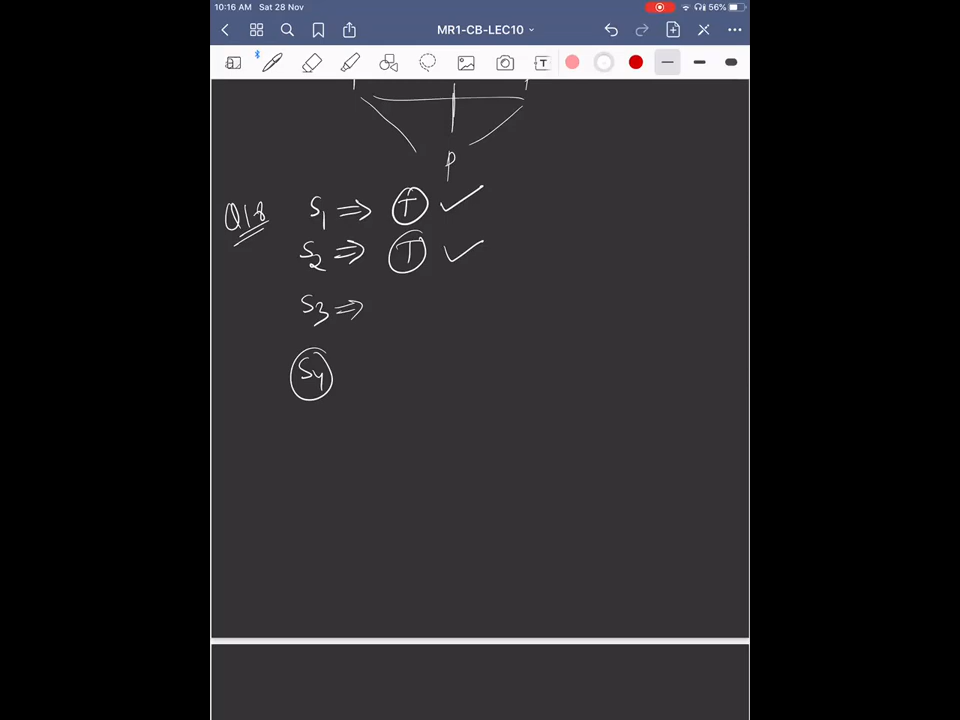 10:16 AM Sat 28 Nov 56%
MR1-CB-LEC10
T
P
Q18 S1 ⇒ T ✓
S2 ⇒ T ✓
S3 ⇒
S4